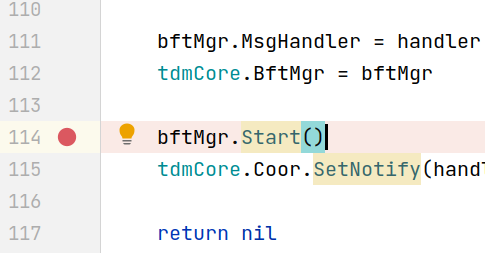 110
111 bftMgr.MsgHandler = handler
112 tdmCore.BftMgr = bftMgr
113
114 bftMgr.Start()
115 tdmCore.Coor.SetNotify(hand
116
117 return nil